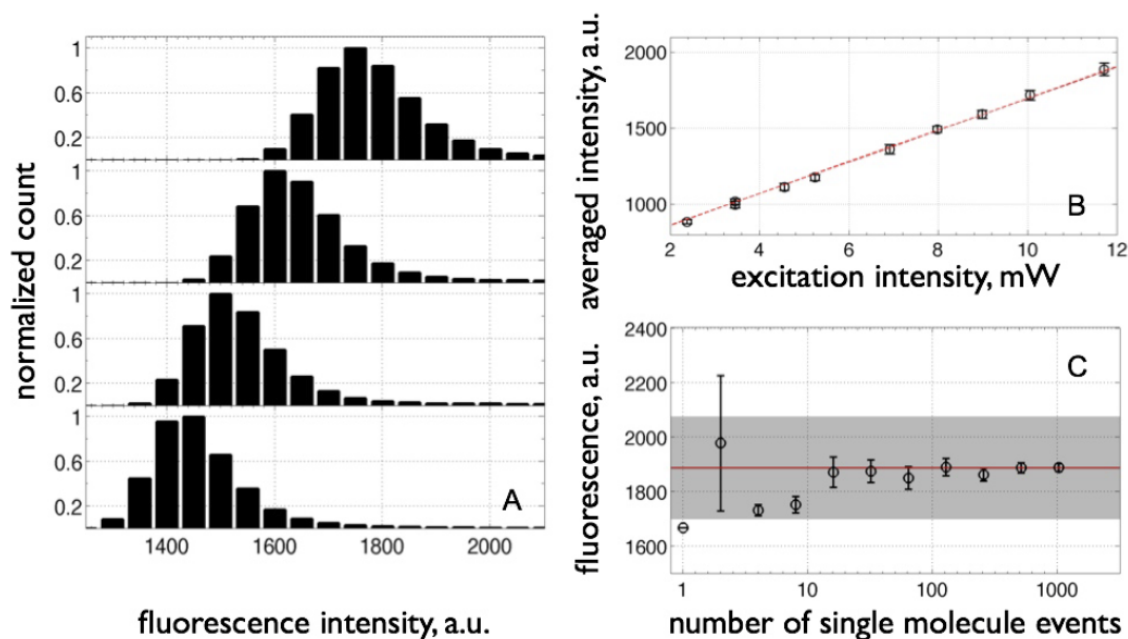 normalized count
1
0.6
0.2
1
0.6
0.2
1
0.6
0.2
1
0.6
0.2
A
1400 1600 1800 2000
fluorescence intensity, a.u.
averaged intensity, a.u.
2000
1500
1000
B
2 4 6 8 10 12
excitation intensity, mW
fluorescence, a.u.
2400
2200
2000
1800
1600
C
1 10 100 1000
number of single molecule events